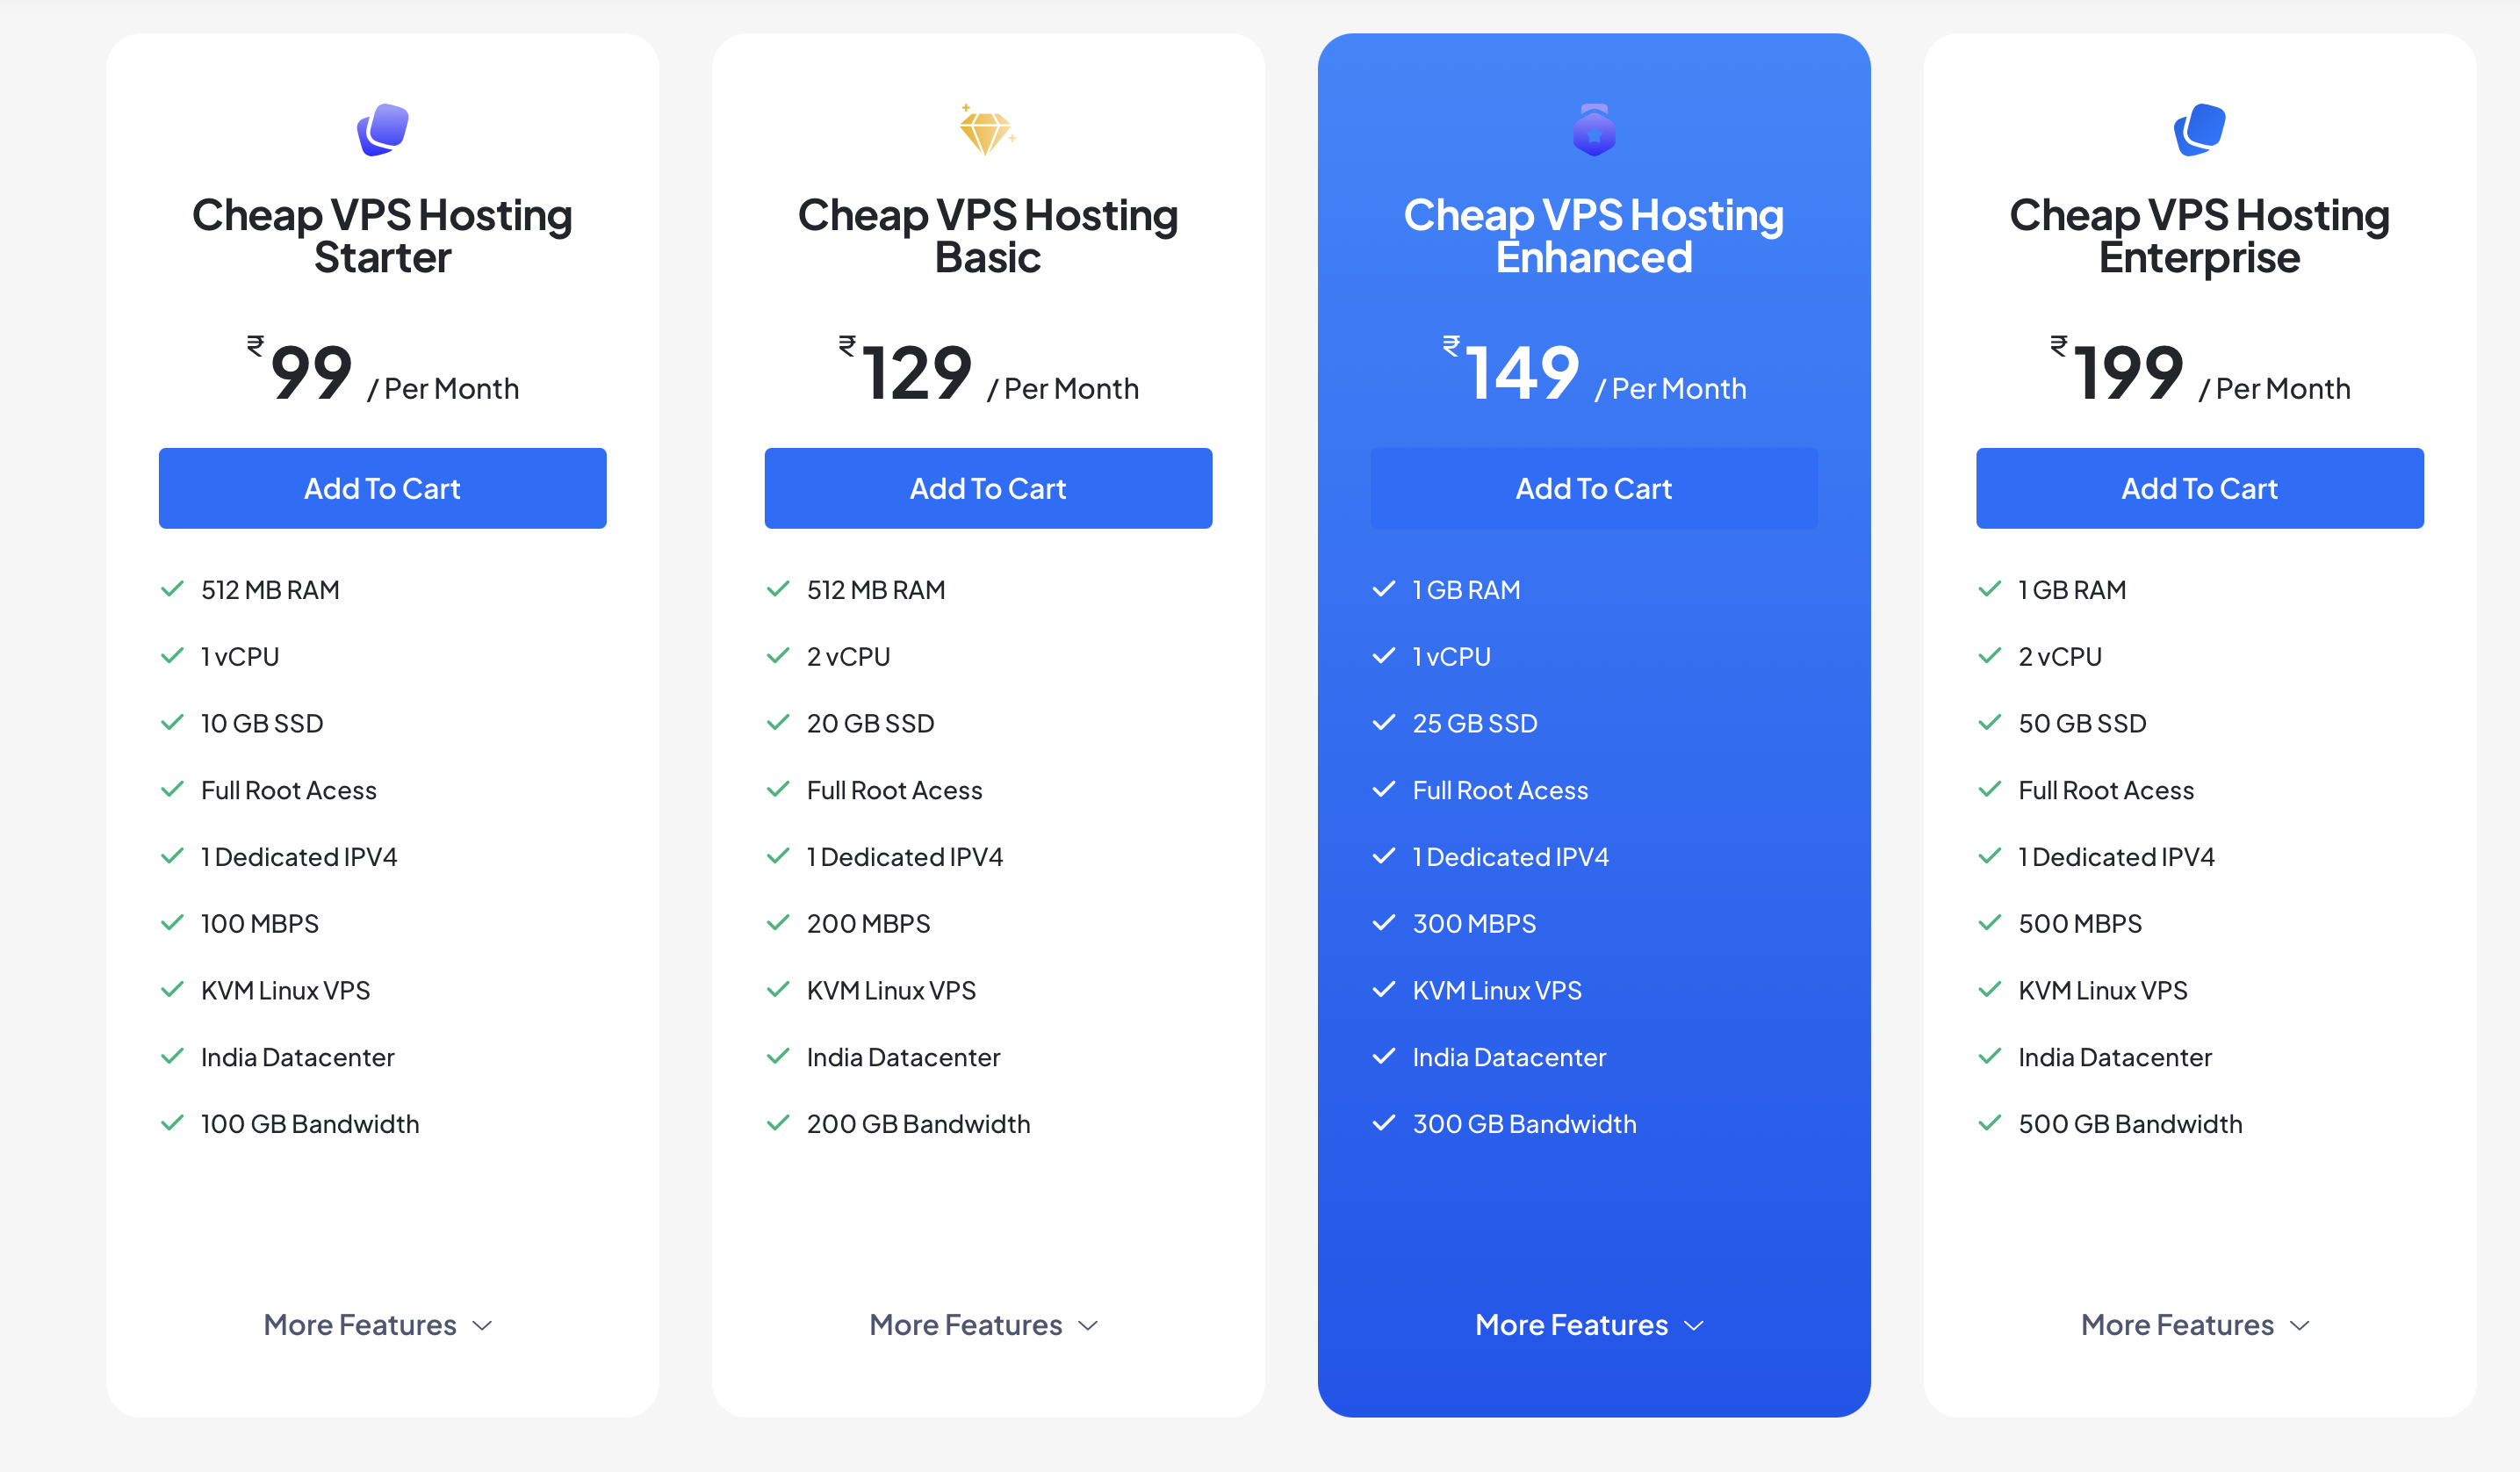 Cheap VPS Hosting
Starter
₹99 / Per Month
Add To Cart
512 MB RAM
1 vCPU
10 GB SSD
Full Root Acess
1 Dedicated IPV4
100 MBPS
KVM Linux VPS
India Datacenter
100 GB Bandwidth
More Features
Cheap VPS Hosting
Basic
₹129 / Per Month
Add To Cart
512 MB RAM
2 vCPU
20 GB SSD
Full Root Acess
1 Dedicated IPV4
200 MBPS
KVM Linux VPS
India Datacenter
200 GB Bandwidth
More Features
Cheap VPS Hosting
Enhanced
₹149 / Per Month
Add To Cart
1 GB RAM
1 vCPU
25 GB SSD
Full Root Acess
1 Dedicated IPV4
300 MBPS
KVM Linux VPS
India Datacenter
300 GB Bandwidth
More Features
Cheap VPS Hosting
Enterprise
₹199 / Per Month
Add To Cart
1 GB RAM
2 vCPU
50 GB SSD
Full Root Acess
1 Dedicated IPV4
500 MBPS
KVM Linux VPS
India Datacenter
500 GB Bandwidth
More Features